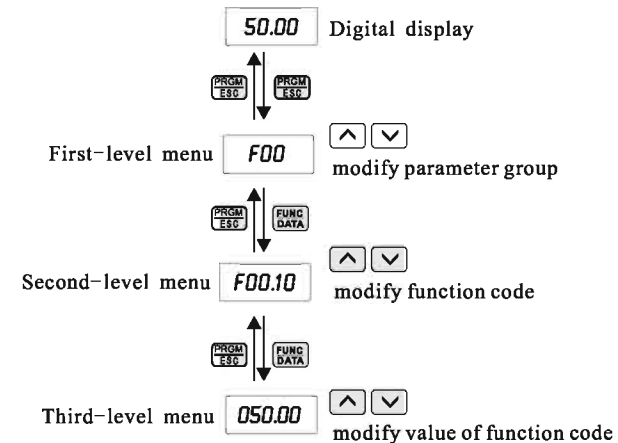 50.00 Digital display
PRGM ESC PRGM ESC
First-level menu F00
modify parameter group
PRGM ESC FUNC DATA
Second-level menu F00.10
modify function code
PRGM ESC FUNC DATA
Third-level menu 050.00
modify value of function code